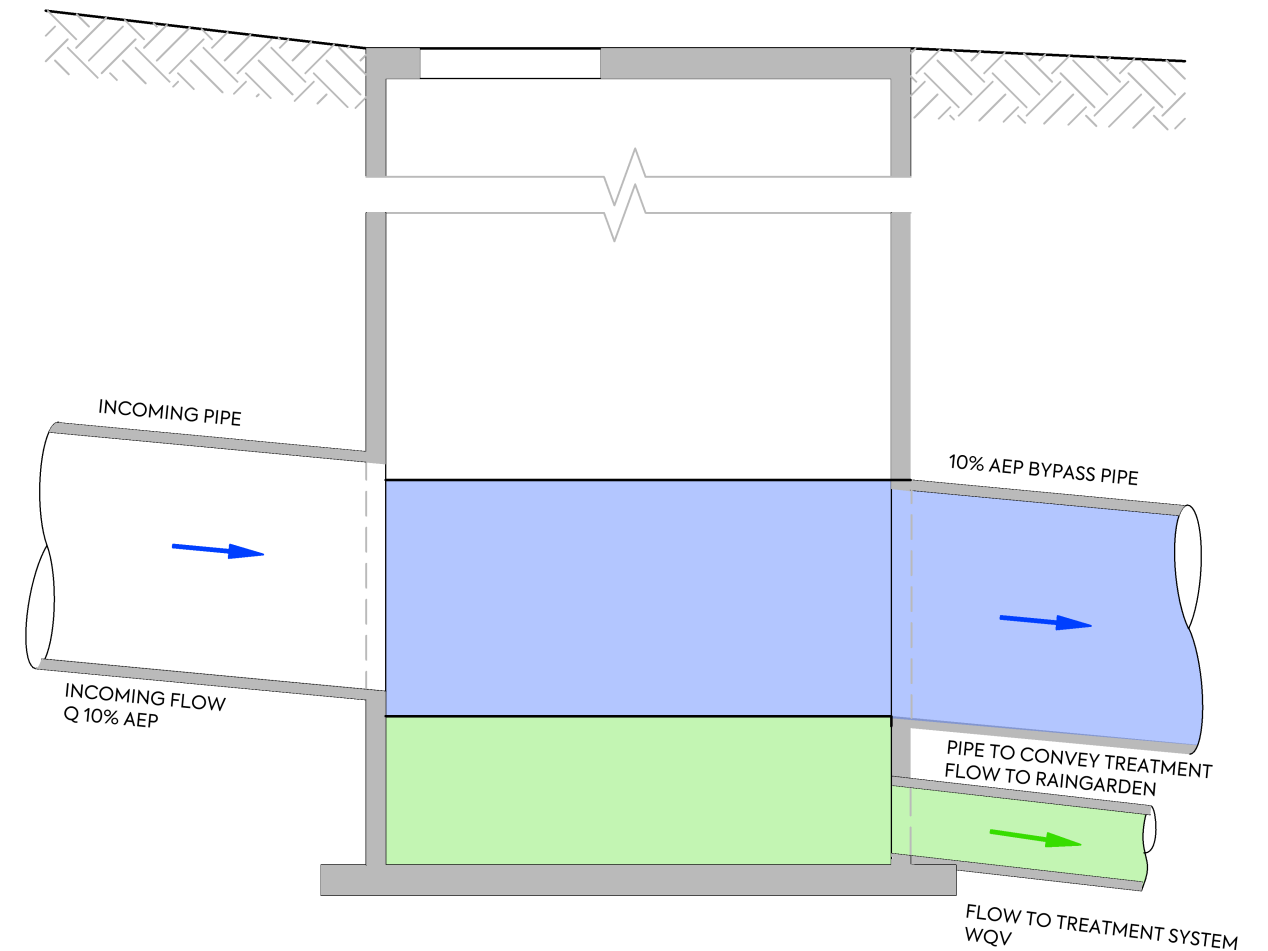 INCOMING PIPE
10% AEP BYPASS PIPE
INCOMING FLOW
Q 10% AEP
PIPE TO CONVEY TREATMENT
FLOW TO RAINGARDEN
FLOW TO TREATMENT SYSTEM
WQV